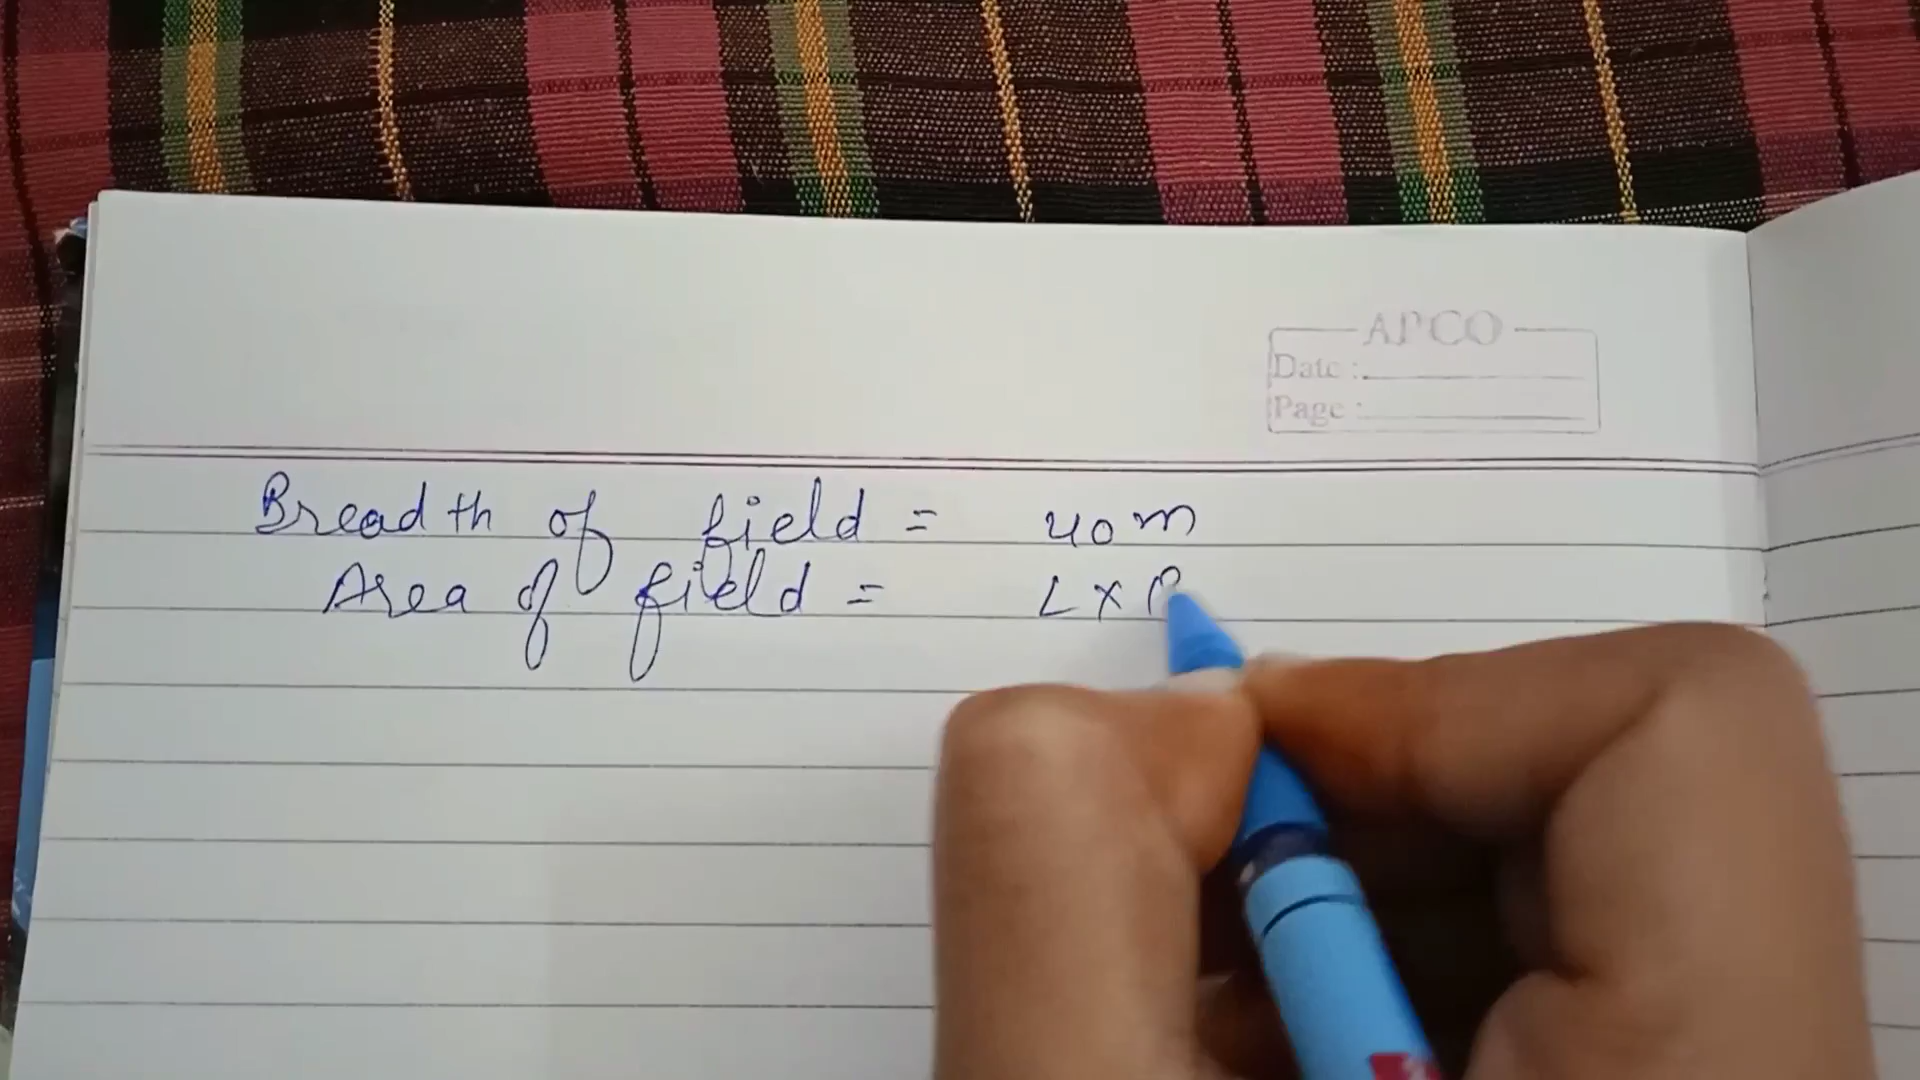 APCO
Date :
Page :
Breadth of field = 40m
Area of field = L x B